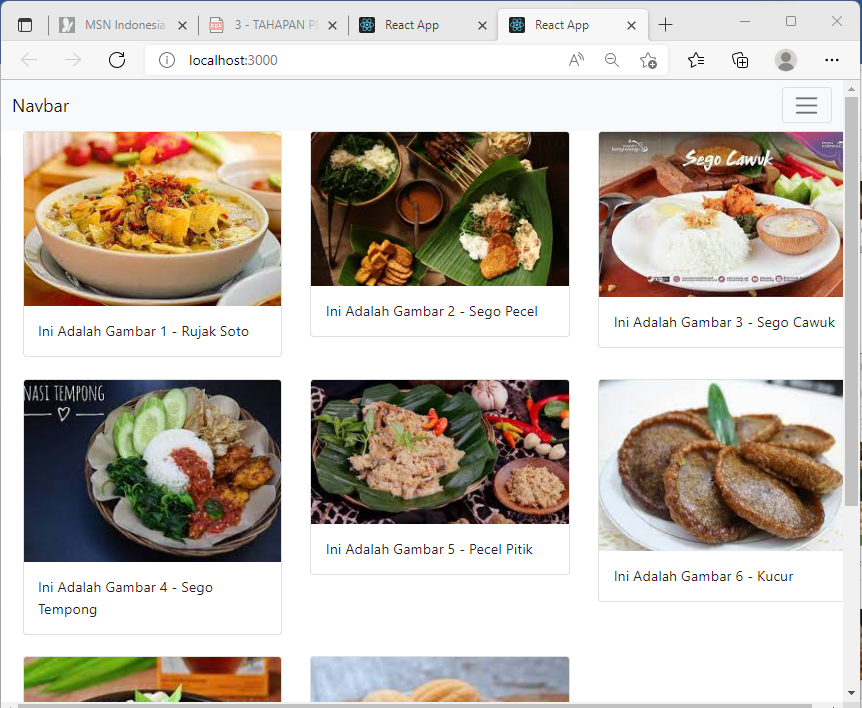 MSN Indonesia
3 - TAHAPAN PE
React App
React App
localhost:3000
Navbar
Sego Cawuk
Ini Adalah Gambar 1 - Rujak Soto
Ini Adalah Gambar 2 - Sego Pecel
Ini Adalah Gambar 3 - Sego Cawuk
NASI TEMPONG
Ini Adalah Gambar 4 - Sego
Tempong
Ini Adalah Gambar 5 - Pecel Pitik
Ini Adalah Gambar 6 - Kucur